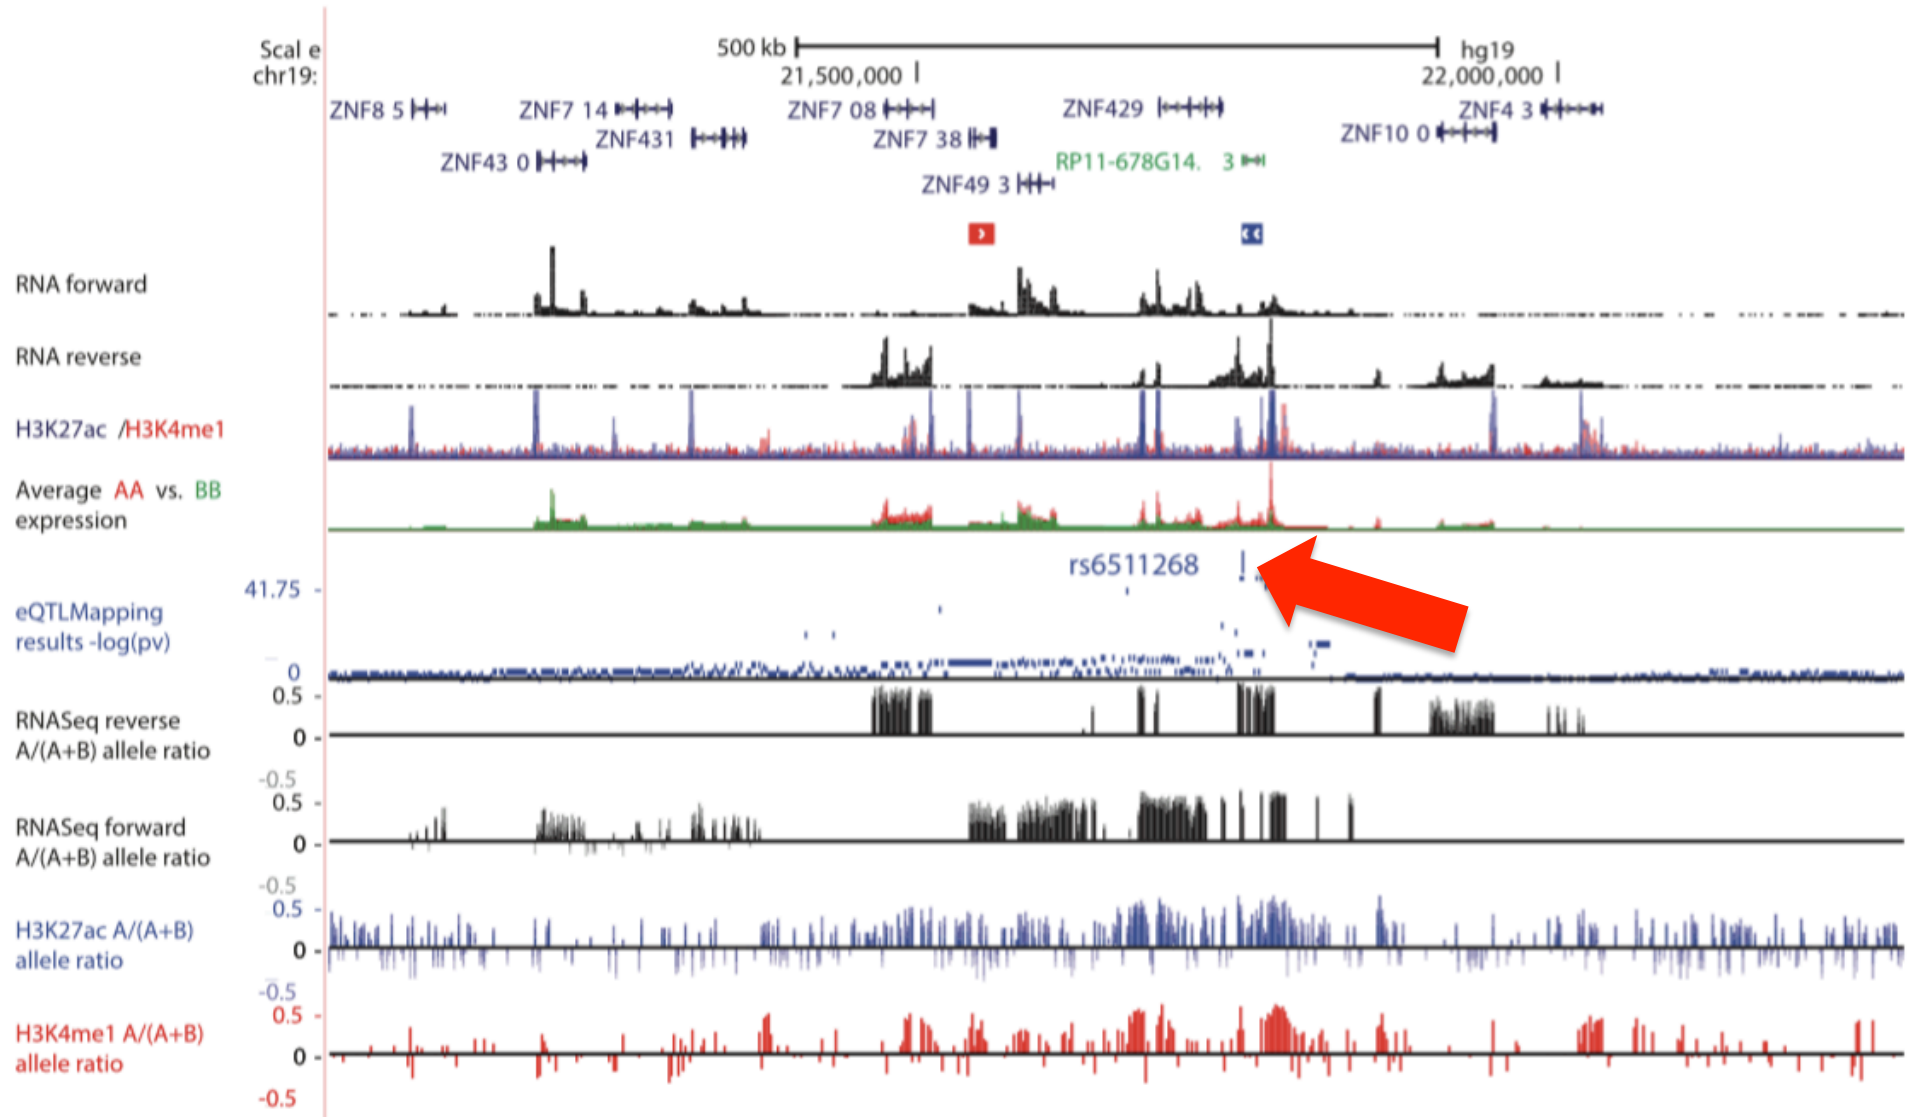 Scal e 500 kb hg19
chr19: 21,500,000 22,000,000
ZNF8 5 ZNF7 14 ZNF7 08 ZNF429 ZNF4 3
ZNF431 ZNF7 38 ZNF10 0
ZNF43 0 RP11-678G14. 3
ZNF49 3
RNA forward
RNA reverse
H3K27ac /H3K4me1
Average AA vs. BB
expression
rs6511268
41.75 -
eQTLMapping
results -log(pv)
0
0.5 -
RNASeq reverse
A/(A+B) allele ratio
0 -
-0.5
0.5 -
RNASeq forward
A/(A+B) allele ratio
0 -
-0.5
0.5 -
H3K27ac A/(A+B)
allele ratio
0 -
-0.5
0.5 -
H3K4me1 A/(A+B)
allele ratio
0 -
-0.5